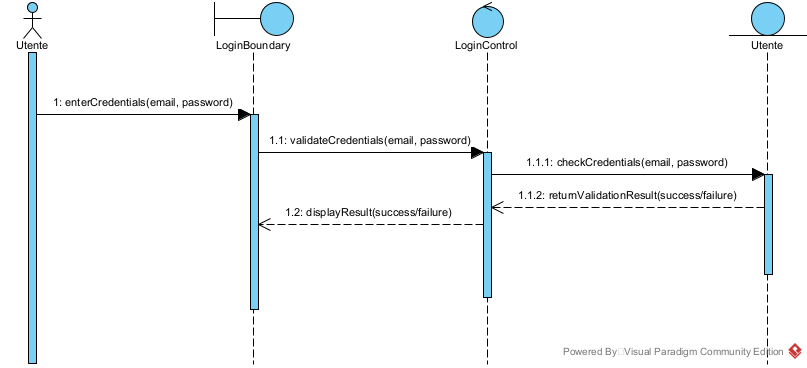 Utente
LoginBoundary
LoginControl
Utente
1: enterCredentials(email, password)
1.1: validateCredentials(email, password)
1.1.1: checkCredentials(email, password)
1.1.2: returnValidationResult(success/failure)
1.2: displayResult(success/failure)
Powered By Visual Paradigm Community Edition